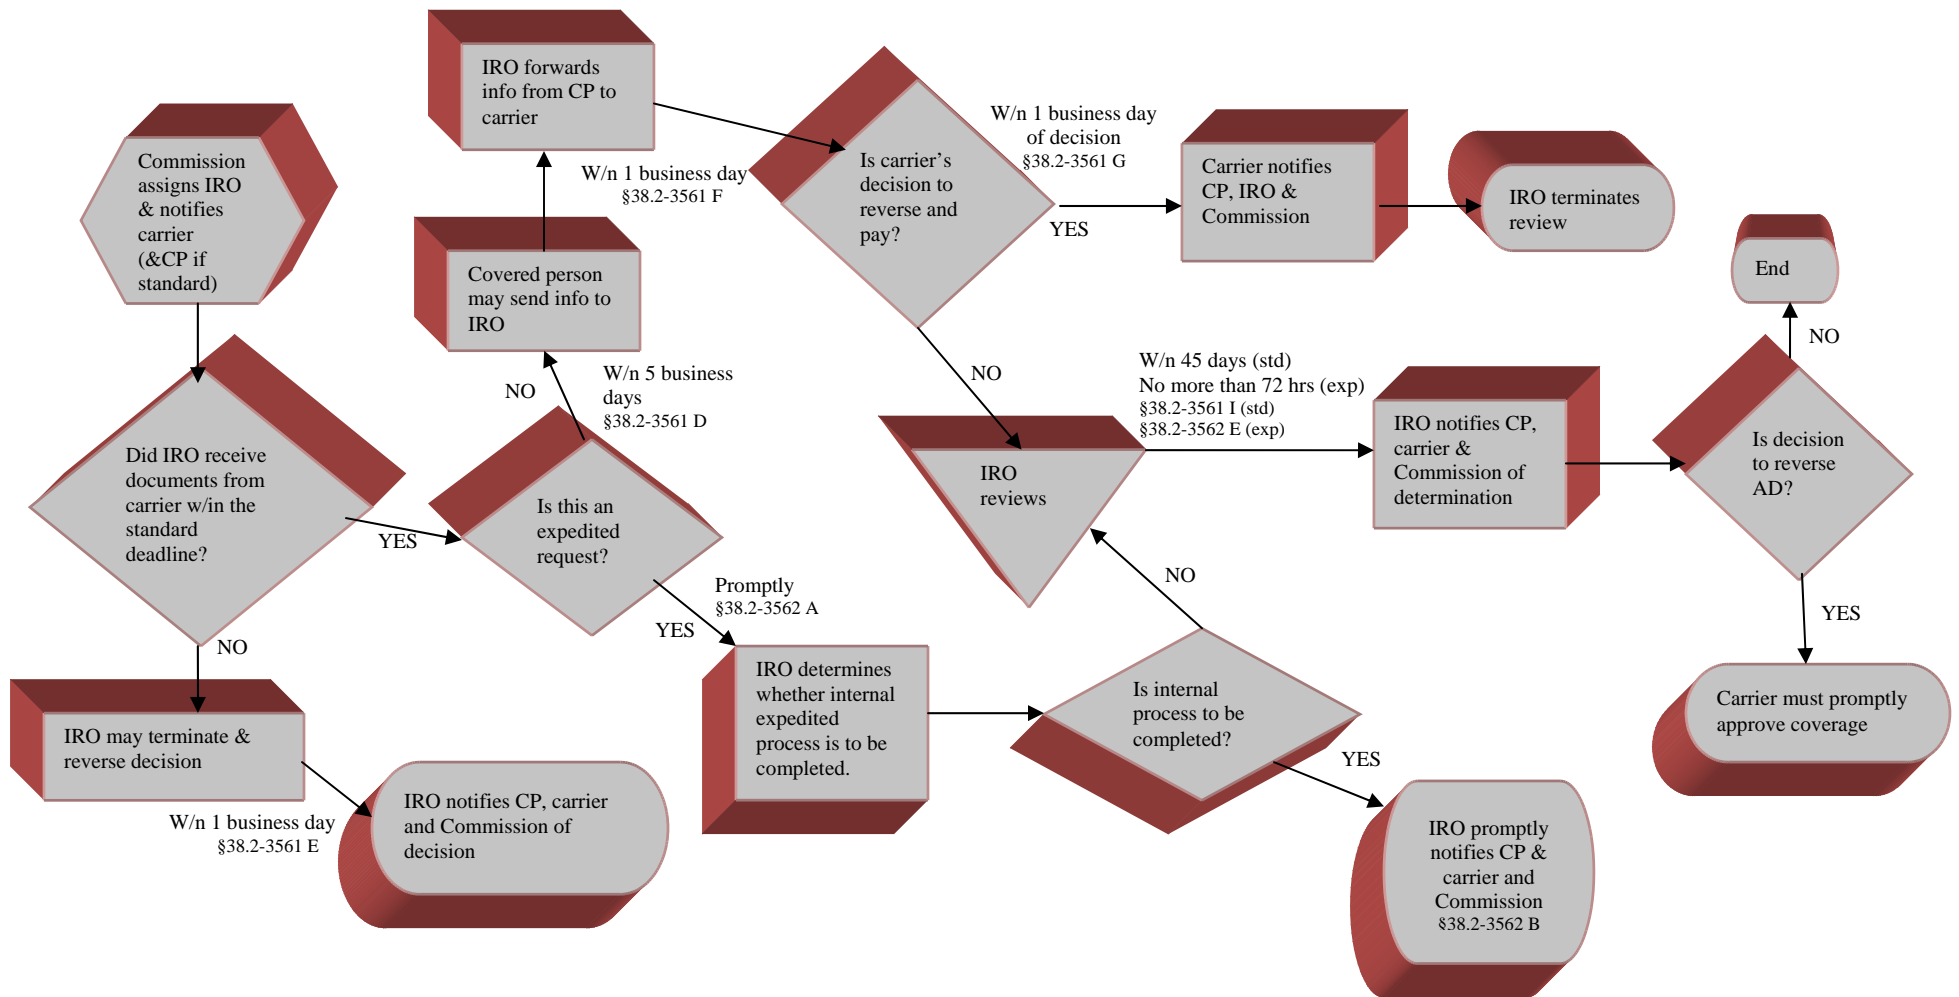 Commission
assigns IRO
& notifies
carrier
(&CP if
standard)
Did IRO receive
documents from
carrier w/in the
standard
deadline?
YES
NO
IRO may terminate &
reverse decision
W/n 1 business day
§38.2-3561 E
IRO notifies CP, carrier
and Commission of
decision
Is this an
expedited
request?
NO
W/n 5 business
days
§38.2-3561 D
Covered person
may send info to
IRO
IRO forwards
info from CP to
carrier
W/n 1 business day
§38.2-3561 F
Is carrier’s
decision to
reverse and
pay?
W/n 1 business day
of decision
§38.2-3561 G
YES
Carrier notifies
CP, IRO &
Commission
IRO terminates
review
NO
Promptly
§38.2-3562 A
YES
IRO determines
whether internal
expedited
process is to be
completed.
Is internal
process to be
completed?
NO
YES
IRO promptly
notifies CP &
carrier and
Commission
§38.2-3562 B
IRO
reviews
W/n 45 days (std)
No more than 72 hrs (exp)
§38.2-3561 I (std)
§38.2-3562 E (exp)
IRO notifies CP,
carrier &
Commission of
determination
Is decision
to reverse
AD?
NO
End
YES
Carrier must promptly
approve coverage